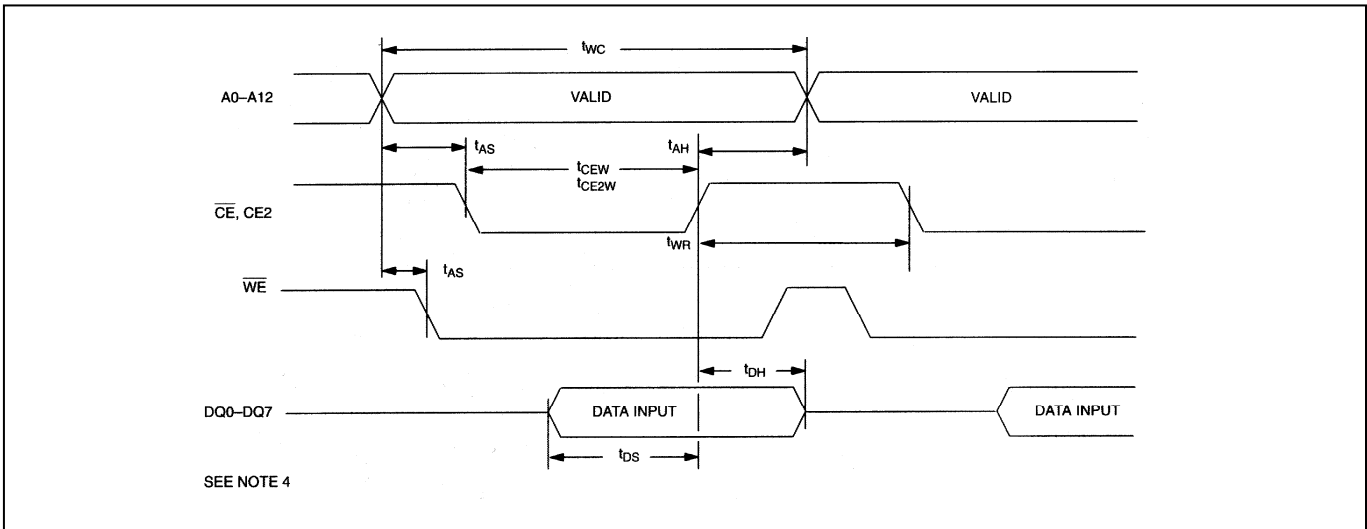 tWC
A0–A12 VALID VALID
tAS tAH
tCEW
tCE2W
CE, CE2
tWR
tAS
WE
tDH
DQ0–DQ7 DATA INPUT DATA INPUT
tDS
SEE NOTE 4